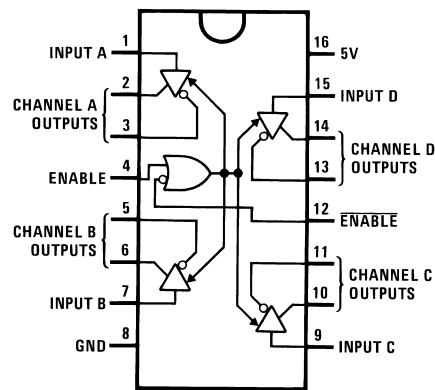 1
INPUT A
2
CHANNEL A
OUTPUTS
3
4
ENABLE
5
CHANNEL B
OUTPUTS
6
7
INPUT B
8
GND
16
5V
15
INPUT D
14
CHANNEL D
OUTPUTS
13
12
ENABLE
11
CHANNEL C
OUTPUTS
10
9
INPUT C